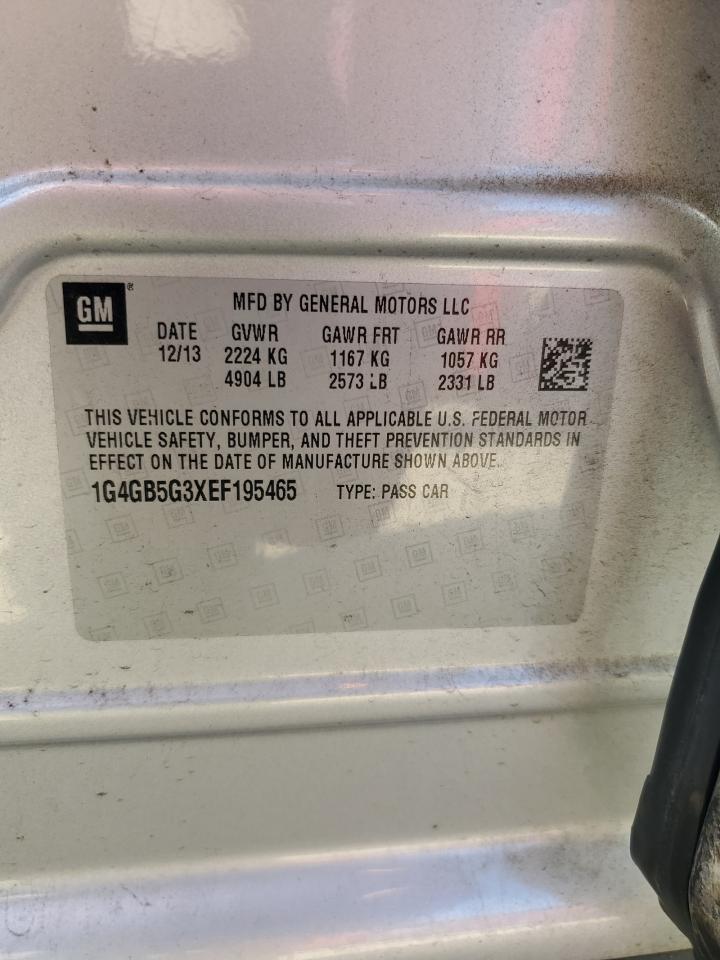 GM®
MFD BY GENERAL MOTORS LLC
DATE GVWR GAWR FRT GAWR RR
12/13 2224 KG 1167 KG 1057 KG
4904 LB 2573 LB 2331 LB
THIS VEHICLE CONFORMS TO ALL APPLICABLE U.S. FEDERAL MOTOR
VEHICLE SAFETY, BUMPER, AND THEFT PREVENTION STANDARDS IN
EFFECT ON THE DATE OF MANUFACTURE SHOWN ABOVE.
1G4GB5G3XEF195465 TYPE: PASS CAR